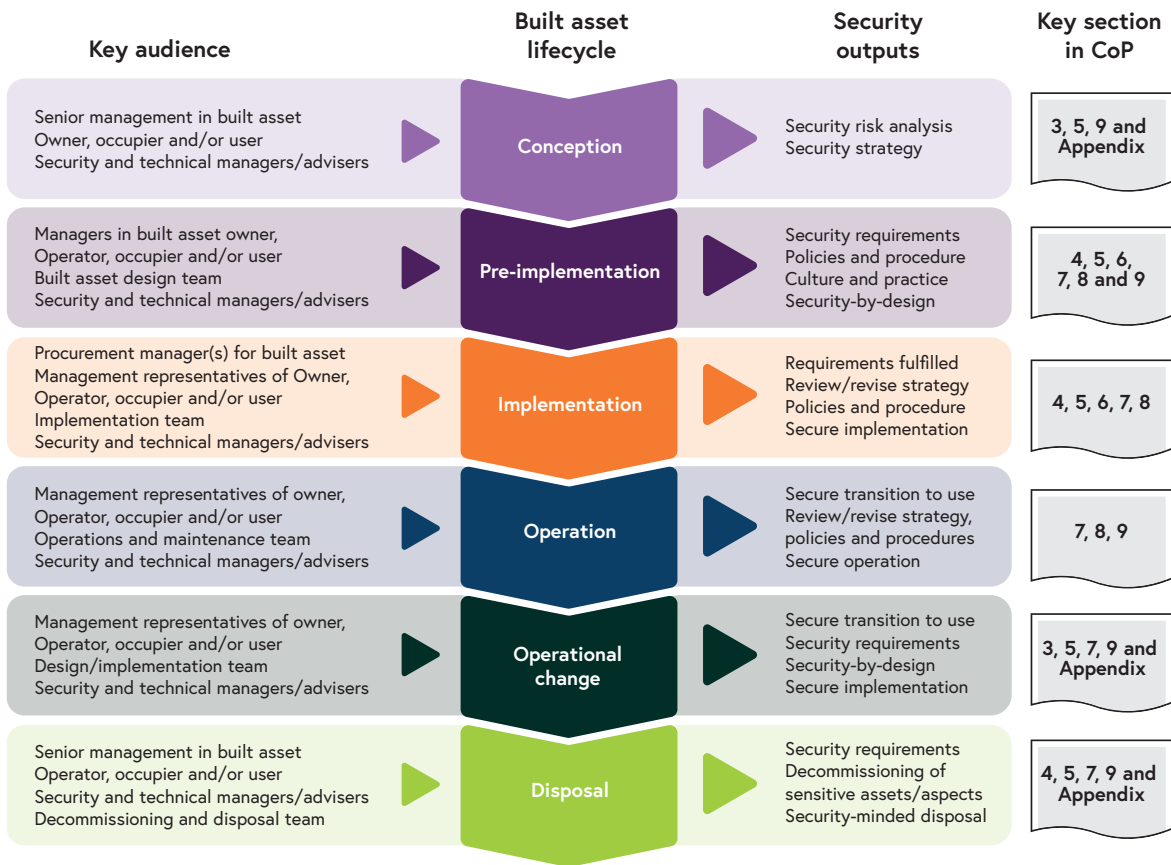 Key audience
Built asset
lifecycle
Security
outputs
Key section
in CoP
Senior management in built asset
Owner, occupier and/or user
Security and technical managers/advisers
Conception
Security risk analysis
Security strategy
3, 5, 9 and
Appendix
Managers in built asset owner,
Operator, occupier and/or user
Built asset design team
Security and technical managers/advisers
Pre-implementation
Security requirements
Policies and procedure
Culture and practice
Security-by-design
4, 5, 6,
7, 8 and 9
Procurement manager(s) for built asset
Management representatives of Owner,
Operator, occupier and/or user
Implementation team
Security and technical managers/advisers
Implementation
Requirements fulfilled
Review/revise strategy
Policies and procedure
Secure implementation
4, 5, 6, 7, 8
Management representatives of owner,
Operator, occupier and/or user
Operations and maintenance team
Security and technical managers/advisers
Operation
Secure transition to use
Review/revise strategy,
policies and procedures
Secure operation
7, 8, 9
Management representatives of owner,
Operator, occupier and/or user
Design/implementation team
Security and technical managers/advisers
Operational
change
Secure transition to use
Security requirements
Security-by-design
Secure implementation
3, 5, 7, 9 and
Appendix
Senior management in built asset
Operator, occupier and/or user
Security and technical managers/advisers
Decommissioning and disposal team
Disposal
Security requirements
Decommissioning of
sensitive assets/aspects
Security-minded disposal
4, 5, 7, 9 and
Appendix